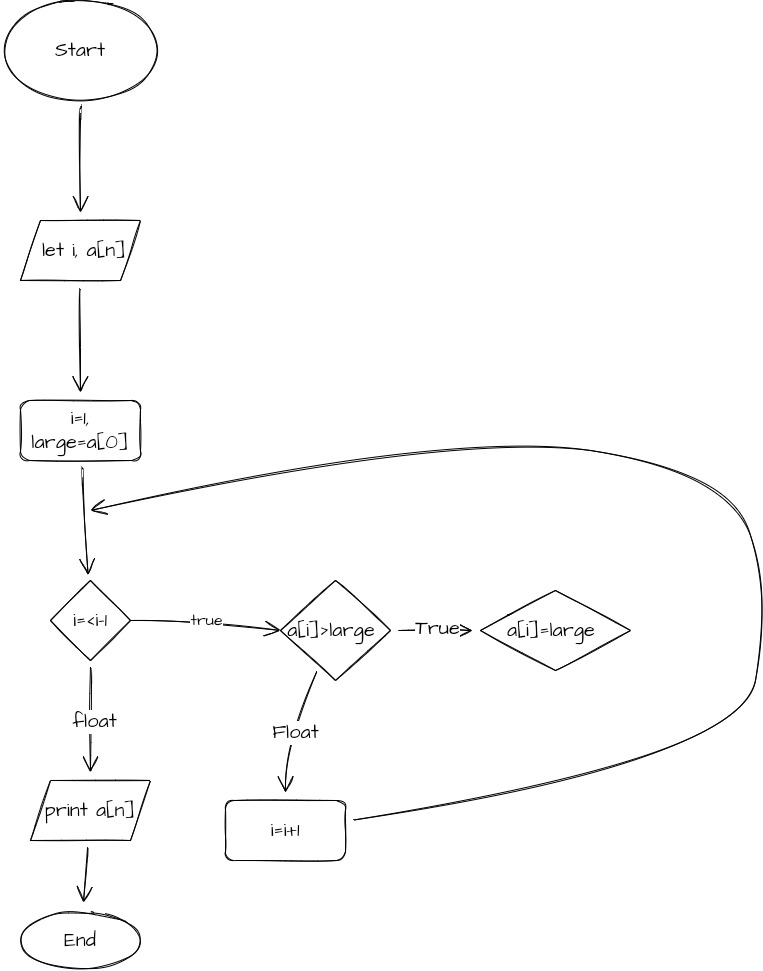 Start
let i, a[n]
i=1,
large=a[0]
i=<i-1
true
a[i]>large
True
a[i]=large
float
Float
print a[n]
i=i+1
End